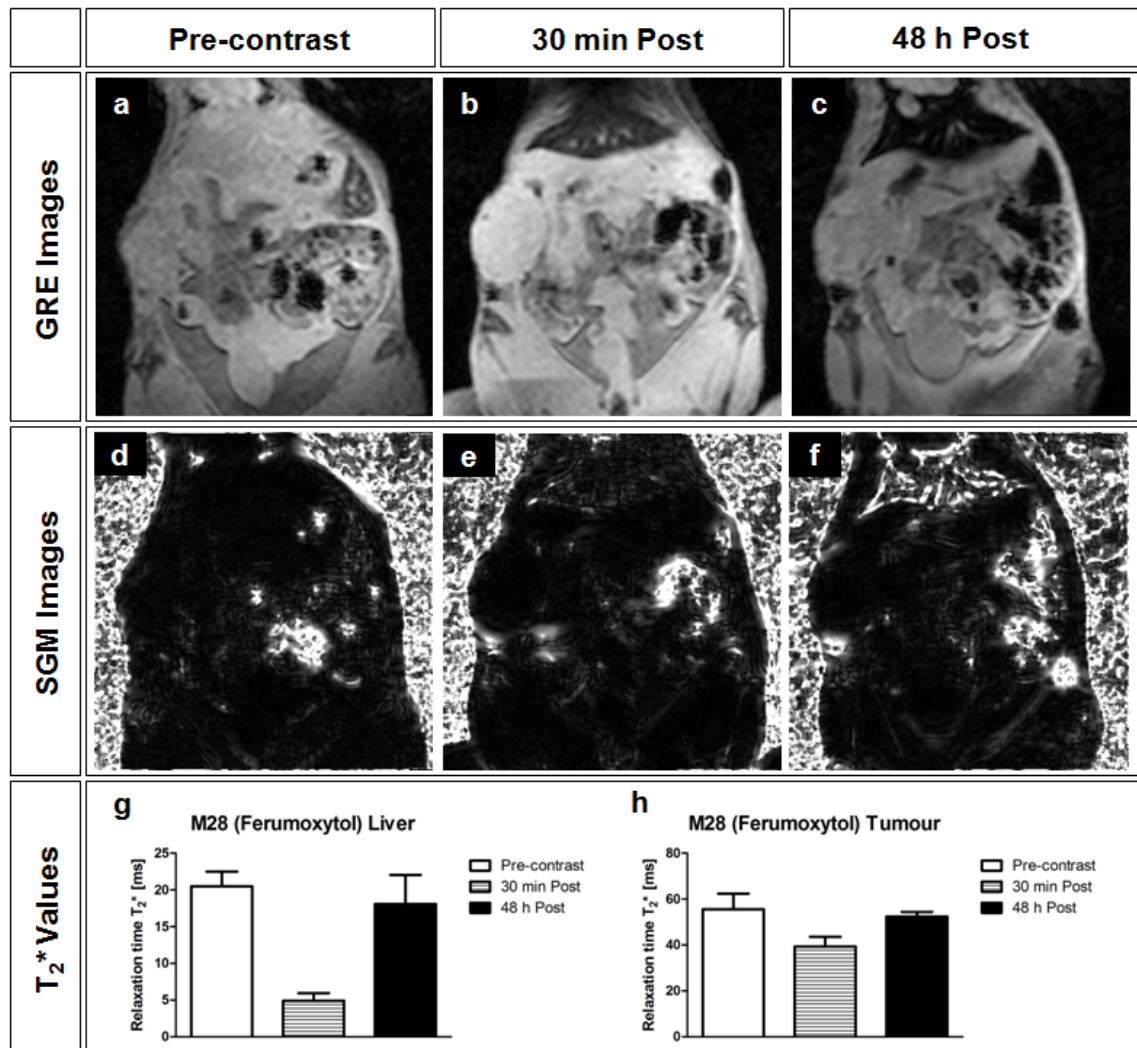 Pre-contrast
30 min Post
48 h Post
GRE Images
a
b
c
SGM Images
d
e
f
T2* Values
g
M28 (Ferumoxytol) Liver
Relaxation time T2* [ms]
25
20
15
10
5
0
Pre-contrast
30 min Post
48 h Post
h
M28 (Ferumoxytol) Tumour
Relaxation time T2* [ms]
80
60
40
20
0
Pre-contrast
30 min Post
48 h Post